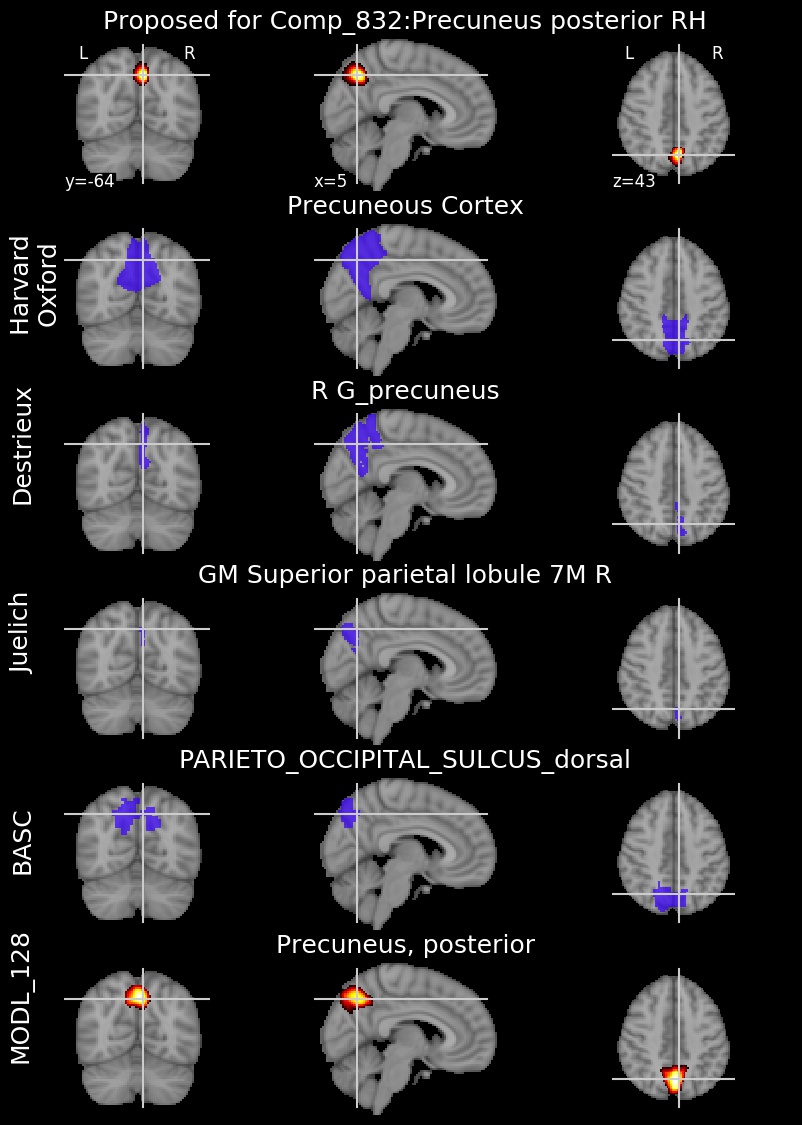 Proposed for Comp_832:Precuneus posterior RH
L R L R
y=-64 x=5 z=43
Precuneous Cortex
Harvard
Oxford
R G_precuneus
Destrieux
GM Superior parietal lobule 7M R
Juelich
PARIETO_OCCIPITAL_SULCUS_dorsal
BASC
Precuneus, posterior
MODL_128